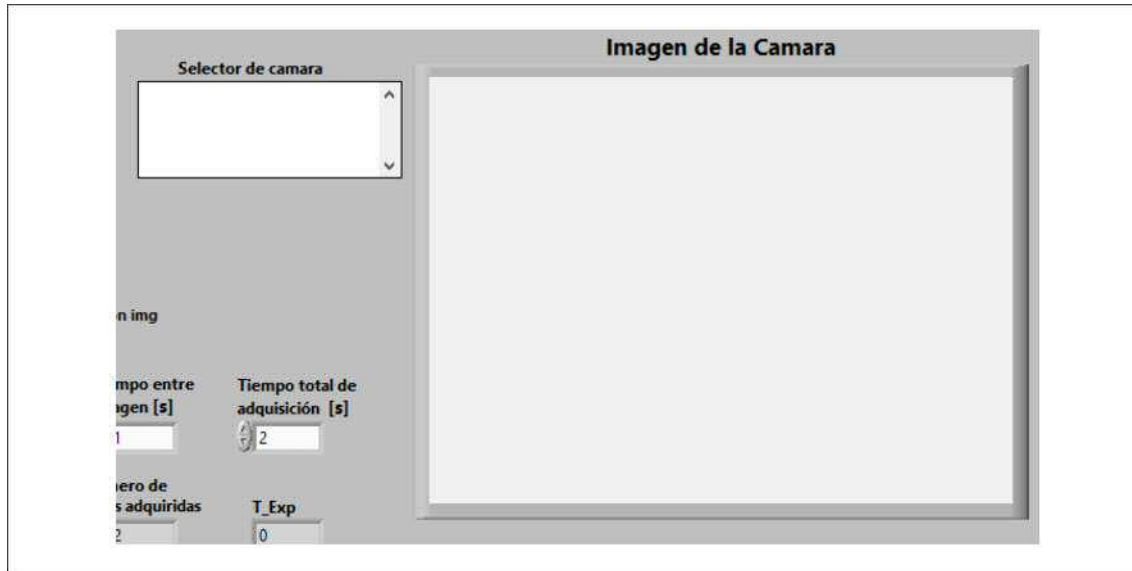 Imagen de la Camara
Selector de camara
n img
mpo entre
agen [s]
1
Tiempo total de
adquisición [s]
2
nero de
s adquiridas
2
T_Exp
0